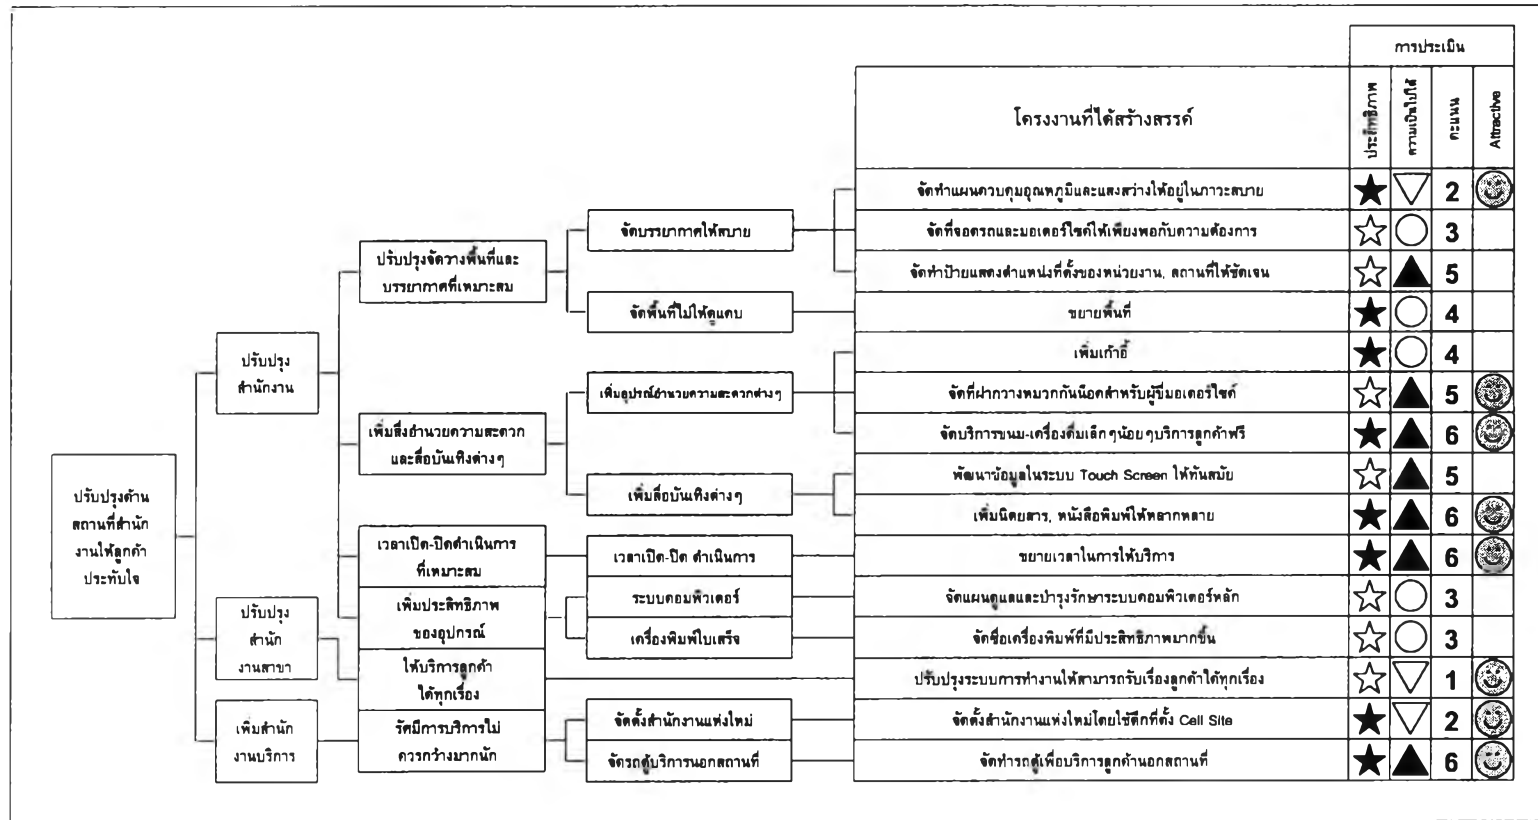 การประเมิน
โครงงานที่ได้สร้างสรรค์
ประสิทธิภาพ
ความเป็นไปได้
คะแนน
Attractive
จัดทำแผนควบคุมอุณหภูมิและแสงสว่างให้อยู่ในภาวะสบาย
2
จัดบรรยากาศให้สบาย
จัดที่จอดรถและมอเตอร์ไซค์ให้เพียงพอกับความต้องการ
3
ปรับปรุงจัดวางพื้นที่และ
บรรยากาศที่เหมาะสม
จัดทำป้ายแสดงตำแหน่งที่ตั้งของหน่วยงาน, สถานที่ให้ชัดเจน
5
จัดพื้นที่ไม่ให้ดูแคบ
ขยายพื้นที่
4
ปรับปรุง
สำนักงาน
เพิ่มเก้าอี้
4
เพิ่มอุปกรณ์อำนวยความสะดวกต่างๆ
จัดที่ฝากวางหมวกกันน็อคสำหรับผู้ขี่มอเตอร์ไซค์
5
เพิ่มสิ่งอำนวยความสะดวก
และสื่อบันเทิงต่างๆ
จัดบริการขนม-เครื่องดื่มเล็กๆน้อยๆบริการลูกค้าฟรี
6
พัฒนาข้อมูลในระบบ Touch Screen ให้ทันสมัย
5
เพิ่มสื่อบันเทิงต่างๆ
เพิ่มนิตยสาร, หนังสือพิมพ์ให้หลากหลาย
6
ปรับปรุงด้าน
สถานที่สำนัก
งานให้ลูกค้า
ประทับใจ
เวลาเปิด-ปิดดำเนินการ
ที่เหมาะสม
เวลาเปิด-ปิด ดำเนินการ
ขยายเวลาในการให้บริการ
6
เพิ่มประสิทธิภาพ
ของอุปกรณ์
ระบบคอมพิวเตอร์
จัดแผนดูแลและบำรุงรักษาระบบคอมพิวเตอร์หลัก
3
เครื่องพิมพ์ใบเสร็จ
จัดซื้อเครื่องพิมพ์ที่มีประสิทธิภาพมากขึ้น
3
ปรับปรุง
สำนัก
งานสาขา
ให้บริการลูกค้า
ได้ทุกเรื่อง
ปรับปรุงระบบการทำงานให้สามารถรับเรื่องลูกค้าได้ทุกเรื่อง
1
เพิ่มสำนัก
งานบริการ
รัศมีการบริการไม่
ควรกว้างมากนัก
จัดตั้งสำนักงานแห่งใหม่
จัดตั้งสำนักงานแห่งใหม่โดยใช้ตึกที่ตั้ง Cell Site
2
จัดรถตู้บริการนอกสถานที่
จัดทำรถตู้เพื่อบริการลูกค้านอกสถานที่
6